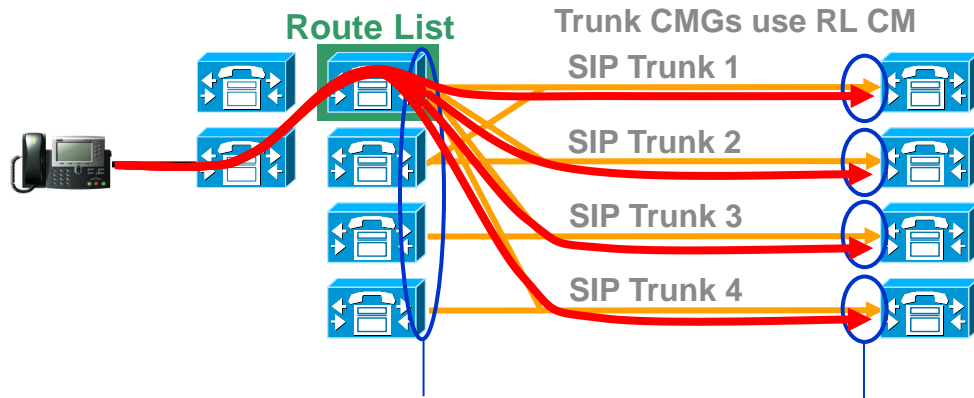 Route List
Trunk CMGs use RL CM
SIP Trunk 1
SIP Trunk 2
SIP Trunk 3
SIP Trunk 4